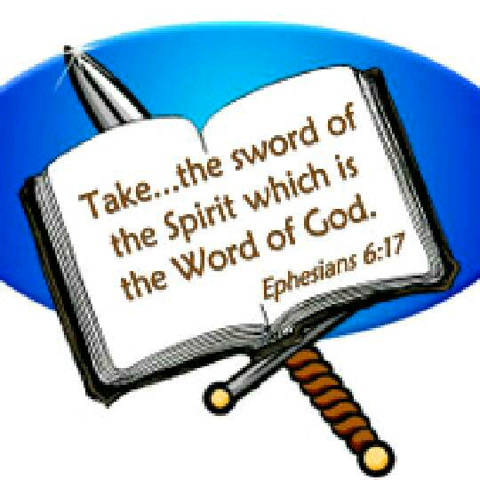 Take...the sword of
the Spirit which is
the Word of God.
Ephesians 6:17